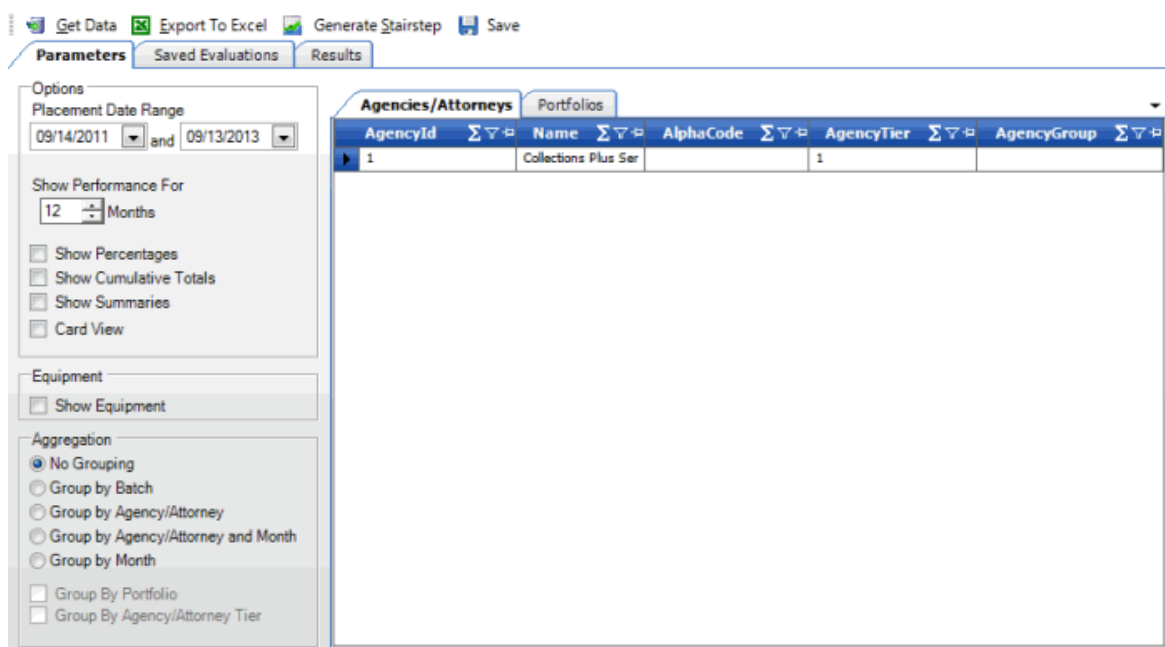 Get Data Export To Excel Generate Stairstep Save
Parameters Saved Evaluations Results
Options
Placement Date Range
09/14/2011 and 09/13/2013
Show Performance For
12 Months
Show Percentages
Show Cumulative Totals
Show Summaries
Card View
Equipment
Show Equipment
Aggregation
No Grouping
Group by Batch
Group by Agency/Attorney
Group by Agency/Attorney and Month
Group by Month
Group By Portfolio
Group By Agency/Attorney Tier
Agencies/Attorneys Portfolios
AgencyId Σ Name Σ AlphaCode Σ AgencyTier Σ AgencyGroup Σ
1 Collections Plus Ser 1